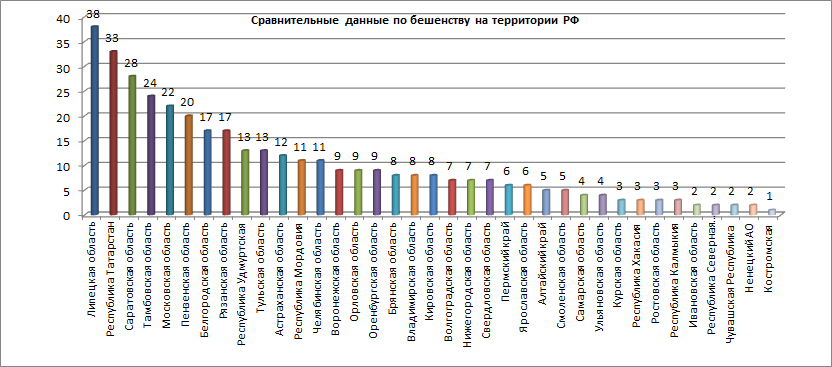 Сравнительные данные по бешенству на территории РФ
40
35
30
25
20
15
10
5
0
38
33
28
24
22
20
17
17
13
13
12
11
11
9
9
9
8
8
8
7
7
7
6
6
5
5
4
4
3
3
3
3
2
2
2
2
1
Липецкая область
Республика Татарстан
Саратовская область
Тамбовская область
Московская область
Пенвенская область
Белгородская область
Рязанская область
Республика Удмуртская
Тульская область
Астраханская область
Республика Мордовия
Челябинская область
Воронежская область
Орловская область
Оренбургская область
Брянская область
Владимирская область
Кировская область
Волгоградская область
Нижегородская область
Свердловская область
Пермский край
Ярославская область
Алтайский край
Смоленская область
Самарская область
Ульяновская область
Курская область
Республика Хакасия
Ростовская область
Республика Калмыкия
Ивановская область
Республика Северная...
Чувашская Республика
Ненецкий АО
Костромская